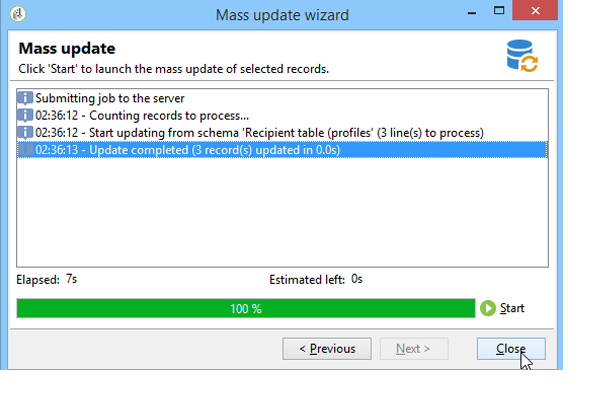 Mass update wizard
Mass update
Click 'Start' to launch the mass update of selected records.
Submitting job to the server
02:36:12 - Counting records to process...
02:36:12 - Start updating from schema 'Recipient table (profiles' (3 line(s) to process)
02:36:13 - Update completed (3 record(s) updated in 0.0s)
Elapsed: 7s Estimated left: 0s
100 % Start
< Previous Next > Close